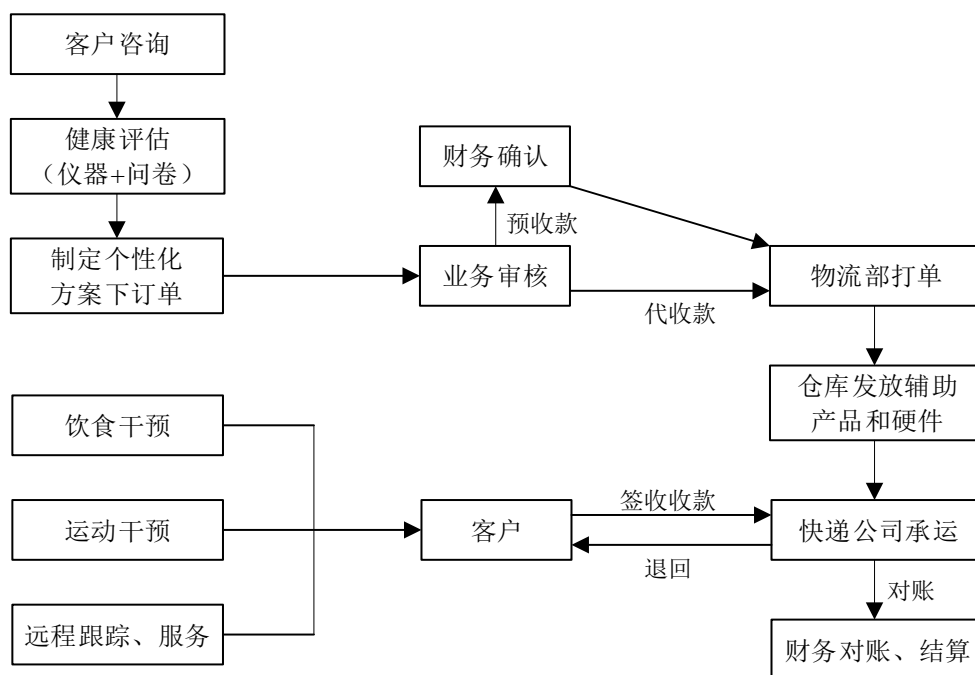 客户咨询
健康评估
（仪器+问卷）
财务确认
预收款
制定个性化
方案下订单
业务审核
物流部打单
代收款
仓库发放辅助
产品和硬件
饮食干预
签收收款
运动干预
客户
快递公司承运
退回
对账
远程跟踪、服务
财务对账、结算